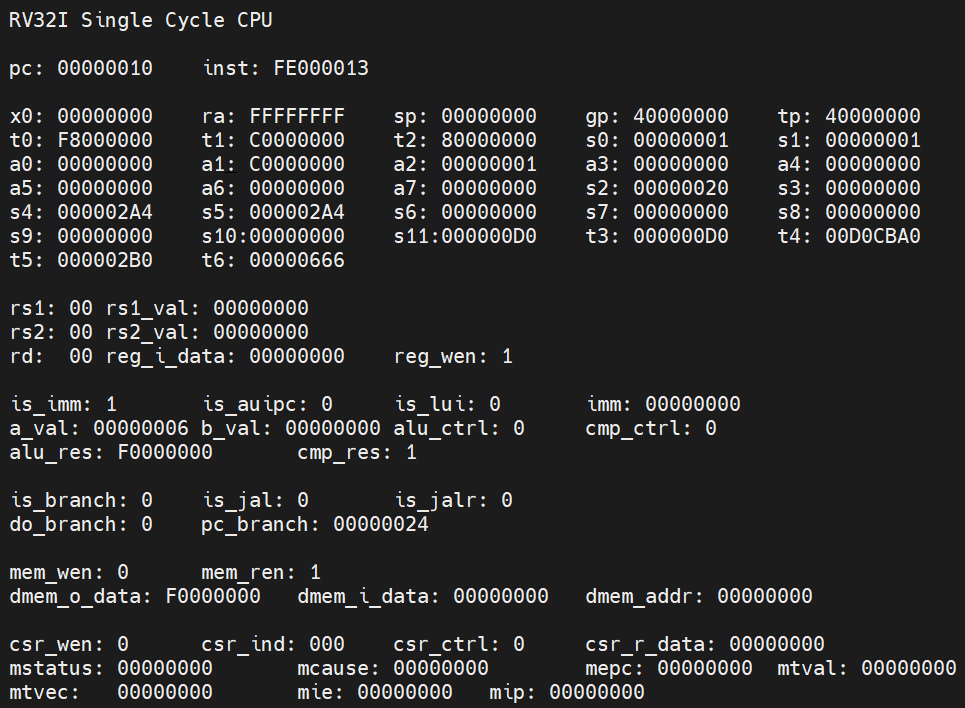 RV32I Single Cycle CPU
pc: 00000010 inst: FE000013
x0: 00000000 ra: FFFFFFFF sp: 00000000 gp: 40000000 tp: 40000000
t0: F8000000 t1: C0000000 t2: 80000000 s0: 00000001 s1: 00000001
a0: 00000000 a1: C0000000 a2: 00000001 a3: 00000000 a4: 00000000
a5: 00000000 a6: 00000000 a7: 00000000 s2: 00000020 s3: 00000000
s4: 000002A4 s5: 000002A4 s6: 00000000 s7: 00000000 s8: 00000000
s9: 00000000 s10:00000000 s11:000000D0 t3: 000000D0 t4: 00D0CBA0
t5: 000002B0 t6: 00000666
rs1: 00 rs1_val: 00000000
rs2: 00 rs2_val: 00000000
rd: 00 reg_i_data: 00000000 reg_wen: 1
is_imm: 1 is_auipc: 0 is_lui: 0 imm: 00000000
a_val: 00000006 b_val: 00000000 alu_ctrl: 0 cmp_ctrl: 0
alu_res: F0000000 cmp_res: 1
is_branch: 0 is_jal: 0 is_jalr: 0
do_branch: 0 pc_branch: 00000024
mem_wen: 0 mem_ren: 1
dmem_o_data: F0000000 dmem_i_data: 00000000 dmem_addr: 00000000
csr_wen: 0 csr_ind: 000 csr_ctrl: 0 csr_r_data: 00000000
mstatus: 00000000 mcause: 00000000 mepc: 00000000 mtval: 00000000
mtvec: 00000000 mie: 00000000 mip: 00000000